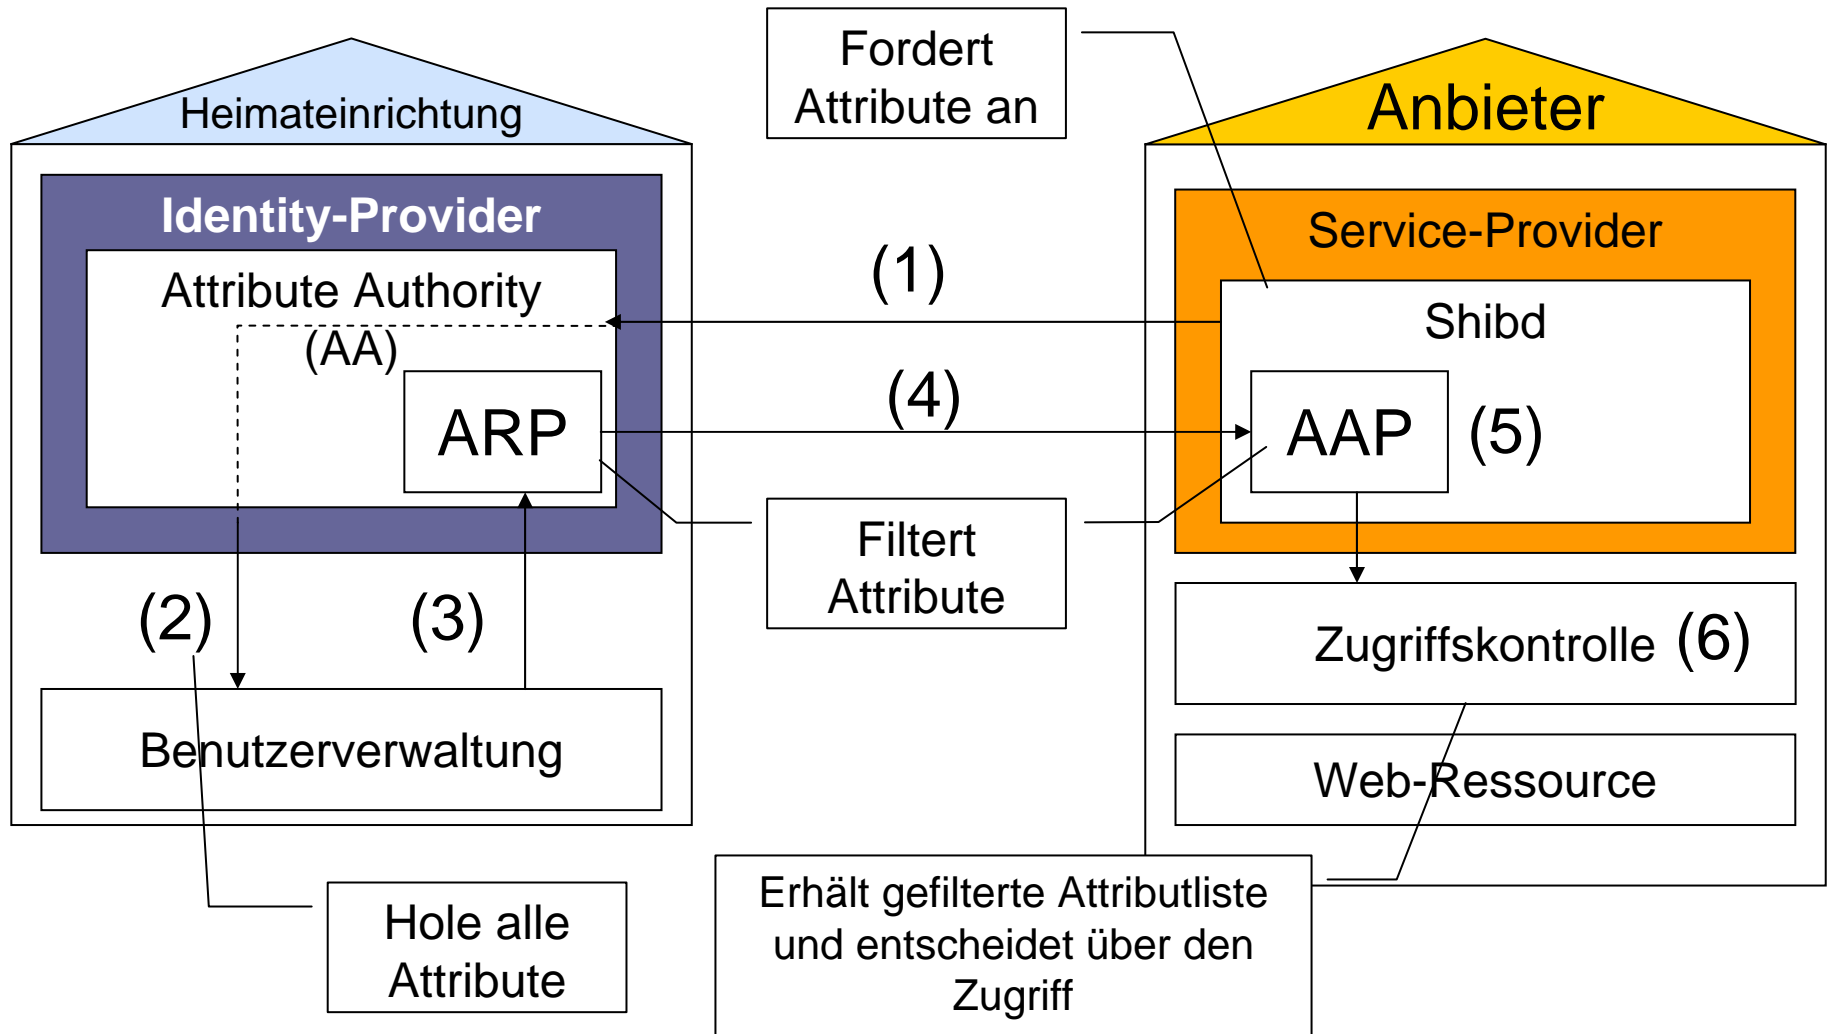 Fordert
Attribute an
Heimateinrichtung
Anbieter
Identity-Provider
Service-Provider
Attribute Authority
(AA)
(1)
Shibd
ARP
(4)
AAP
(5)
Filtert
Attribute
(2)
(3)
Zugriffskontrolle
(6)
Benutzerverwaltung
Web-Ressource
Hole alle
Attribute
Erhält gefilterte Attributliste
und entscheidet über den
Zugriff